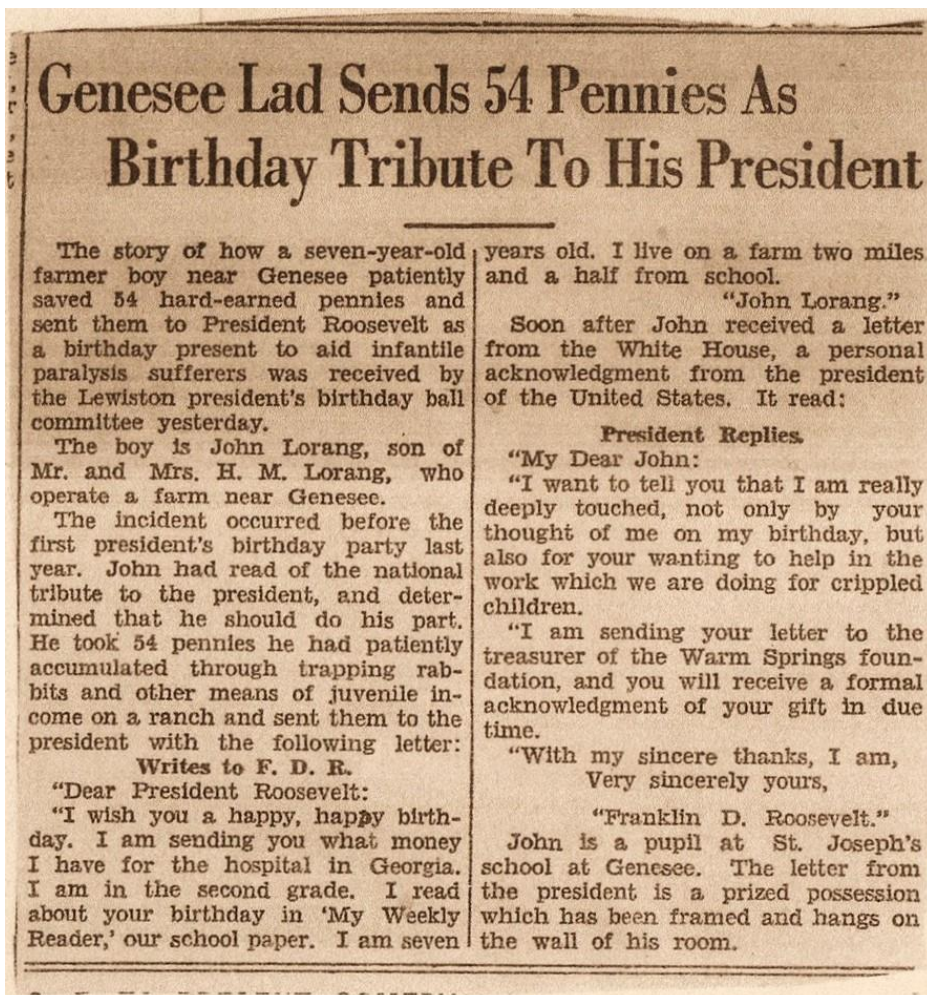 Genesee Lad Sends 54 Pennies As
Birthday Tribute To His President
The story of how a seven-year-old
farmer boy near Genesee patiently
saved 54 hard-earned pennies and
sent them to President Roosevelt as
a birthday present to aid infantile
paralysis sufferers was received by
the Lewiston president's birthday ball
committee yesterday.
The boy is John Lorang, son of
Mr. and Mrs. H. M. Lorang, who
operate a farm near Genesee.
The incident occurred before the
first president's birthday party last
year. John had read of the national
tribute to the president, and deter-
mined that he should do his part.
He took 54 pennies he had patiently
accumulated through trapping rab-
bits and other means of juvenile in-
come on a ranch and sent them to the
president with the following letter:
Writes to F. D. R.
"Dear President Roosevelt:
"I wish you a happy, happy birth-
day. I am sending you what money
I have for the hospital in Georgia.
I am in the second grade. I read
about your birthday in 'My Weekly
Reader,' our school paper. I am seven
years old. I live on a farm two miles
and a half from school.
"John Lorang."
Soon after John received a letter
from the White House, a personal
acknowledgment from the president
of the United States. It read:
President Replies.
"My Dear John:
"I want to tell you that I am really
deeply touched, not only by your
thought of me on my birthday, but
also for your wanting to help in the
work which we are doing for crippled
children.
"I am sending your letter to the
treasurer of the Warm Springs foun-
dation, and you will receive a formal
acknowledgment of your gift in due
time.
"With my sincere thanks, I am,
Very sincerely yours,
"Franklin D. Roosevelt."
John is a pupil at St. Joseph's
school at Genesee. The letter from
the president is a prized possession
which has been framed and hangs on
the wall of his room.